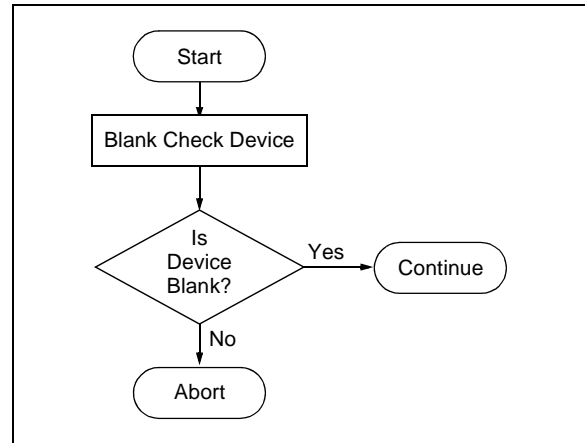 Start
Blank Check Device
Is
Device
Blank?
Yes
Continue
No
Abort